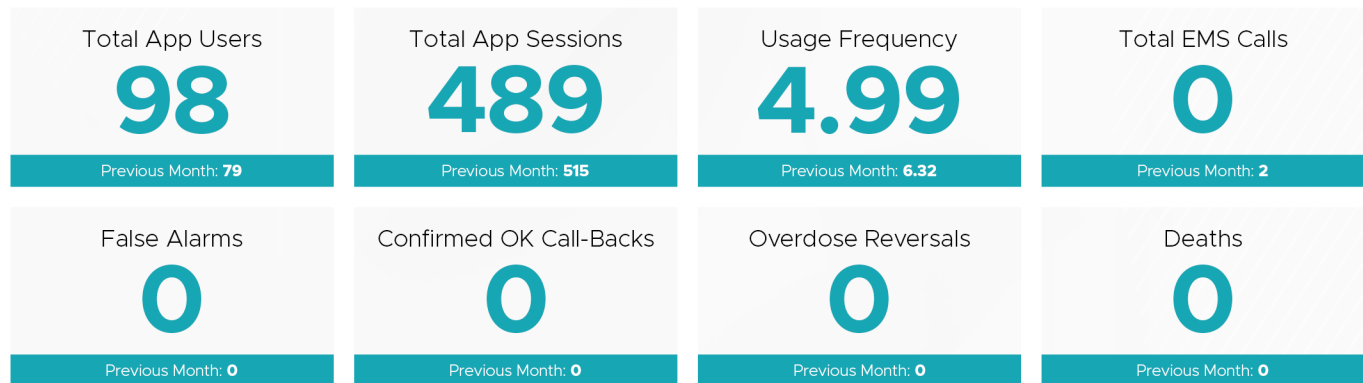 Total App Users
98
Previous Month: 79
Total App Sessions
489
Previous Month: 515
Usage Frequency
4.99
Previous Month: 6.32
Total EMS Calls
0
Previous Month: 2
False Alarms
0
Previous Month: 0
Confirmed OK Call-Backs
0
Previous Month: 0
Overdose Reversals
0
Previous Month: 0
Deaths
0
Previous Month: 0